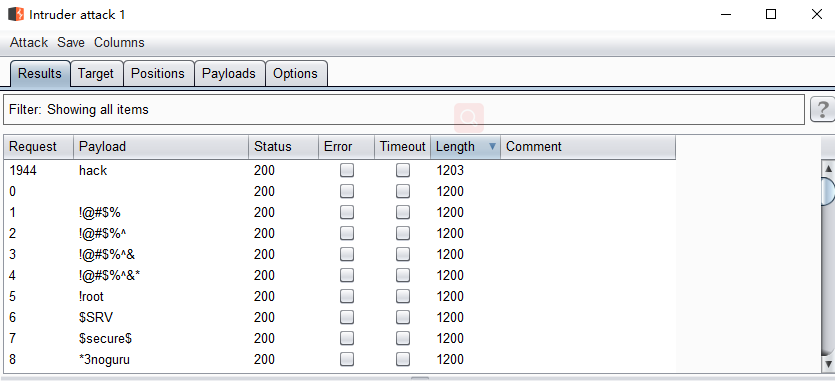 Intruder attack 1
Attack Save Columns
Results Target Positions Payloads Options
Filter: Showing all items ?
Request Payload Status Error Timeout Length Comment
1944 hack 200 1203
0 200 1200
1 !@#$% 200 1200
2 !@#$%^ 200 1200
3 !@#$%^& 200 1200
4 !@#$%^&* 200 1200
5 !root 200 1200
6 $SRV 200 1200
7 $secure$ 200 1200
8 *3noguru 200 1200